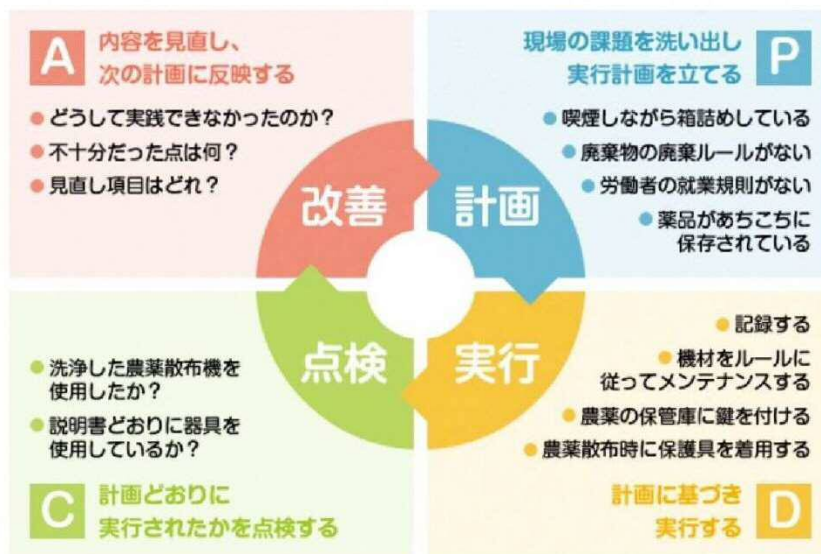 A
内容を見直し、
次の計画に反映する
● どうして実践できなかったのか？
● 不十分だった点は何？
● 見直し項目はどれ？
改善
現場の課題を洗い出し
実行計画を立てる
P
● 喫煙しながら箱詰めしている
● 廃棄物の廃棄ルールがない
● 労働者の就業規則がない
● 薬品があちこちに
保存されている
計画
点検
● 洗浄した農薬散布機を
使用したか？
● 説明書どおりに器具を
使用しているか？
C
計画どおりに
実行されたかを点検する
実行
● 記録する
● 機材をルールに
従ってメンテナンスする
● 農薬の保管庫に鍵を付ける
● 農薬散布時に保護具を着用する
計画に基づき
実行する
D